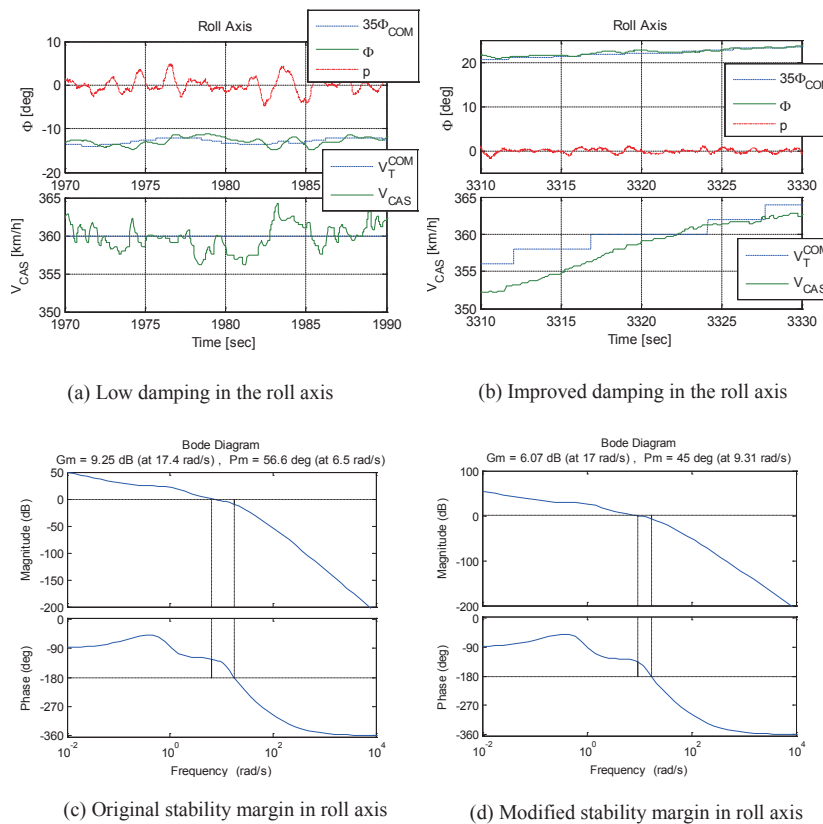 Roll Axis
35Φ_COM
Φ
p
Φ [deg]
10
0
-10
-20
1970 1975 1980 1985 1990
V_T^COM
V_CAS
V_CAS [km/h]
365
360
355
350
1970 1975 1980 1985 1990
Time [sec]
(a) Low damping in the roll axis
Roll Axis
35Φ_COM
Φ
p
Φ [deg]
20
10
0
3310 3315 3320 3325 3330
V_T^COM
V_CAS
V_CAS [km/h]
365
360
355
350
3310 3315 3320 3325 3330
Time [sec]
(b) Improved damping in the roll axis
Bode Diagram
Gm = 9.25 dB (at 17.4 rad/s) , Pm = 56.6 deg (at 6.5 rad/s)
Magnitude (dB)
50
0
-50
-100
-150
-200
Phase (deg)
0
-90
-180
-270
-360
10^-2 10^0 10^2 10^4
Frequency (rad/s)
(c) Original stability margin in roll axis
Bode Diagram
Gm = 6.07 dB (at 17 rad/s) , Pm = 45 deg (at 9.31 rad/s)
Magnitude (dB)
100
0
-100
-200
Phase (deg)
0
-90
-180
-270
-360
10^-2 10^0 10^2 10^4
Frequency (rad/s)
(d) Modified stability margin in roll axis